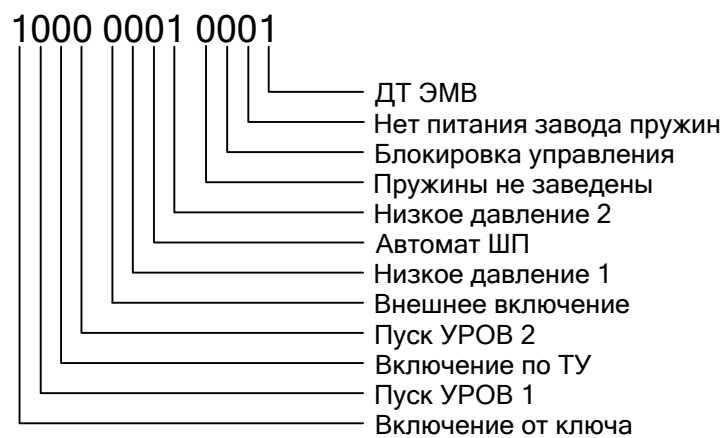 1000 0001 0001
ДТ ЭМВ
Нет питания завода пружин
Блокировка управления
Пружины не заведены
Низкое давление 2
Автомат ШП
Низкое давление 1
Внешнее включение
Пуск УРОВ 2
Включение по ТУ
Пуск УРОВ 1
Включение от ключа